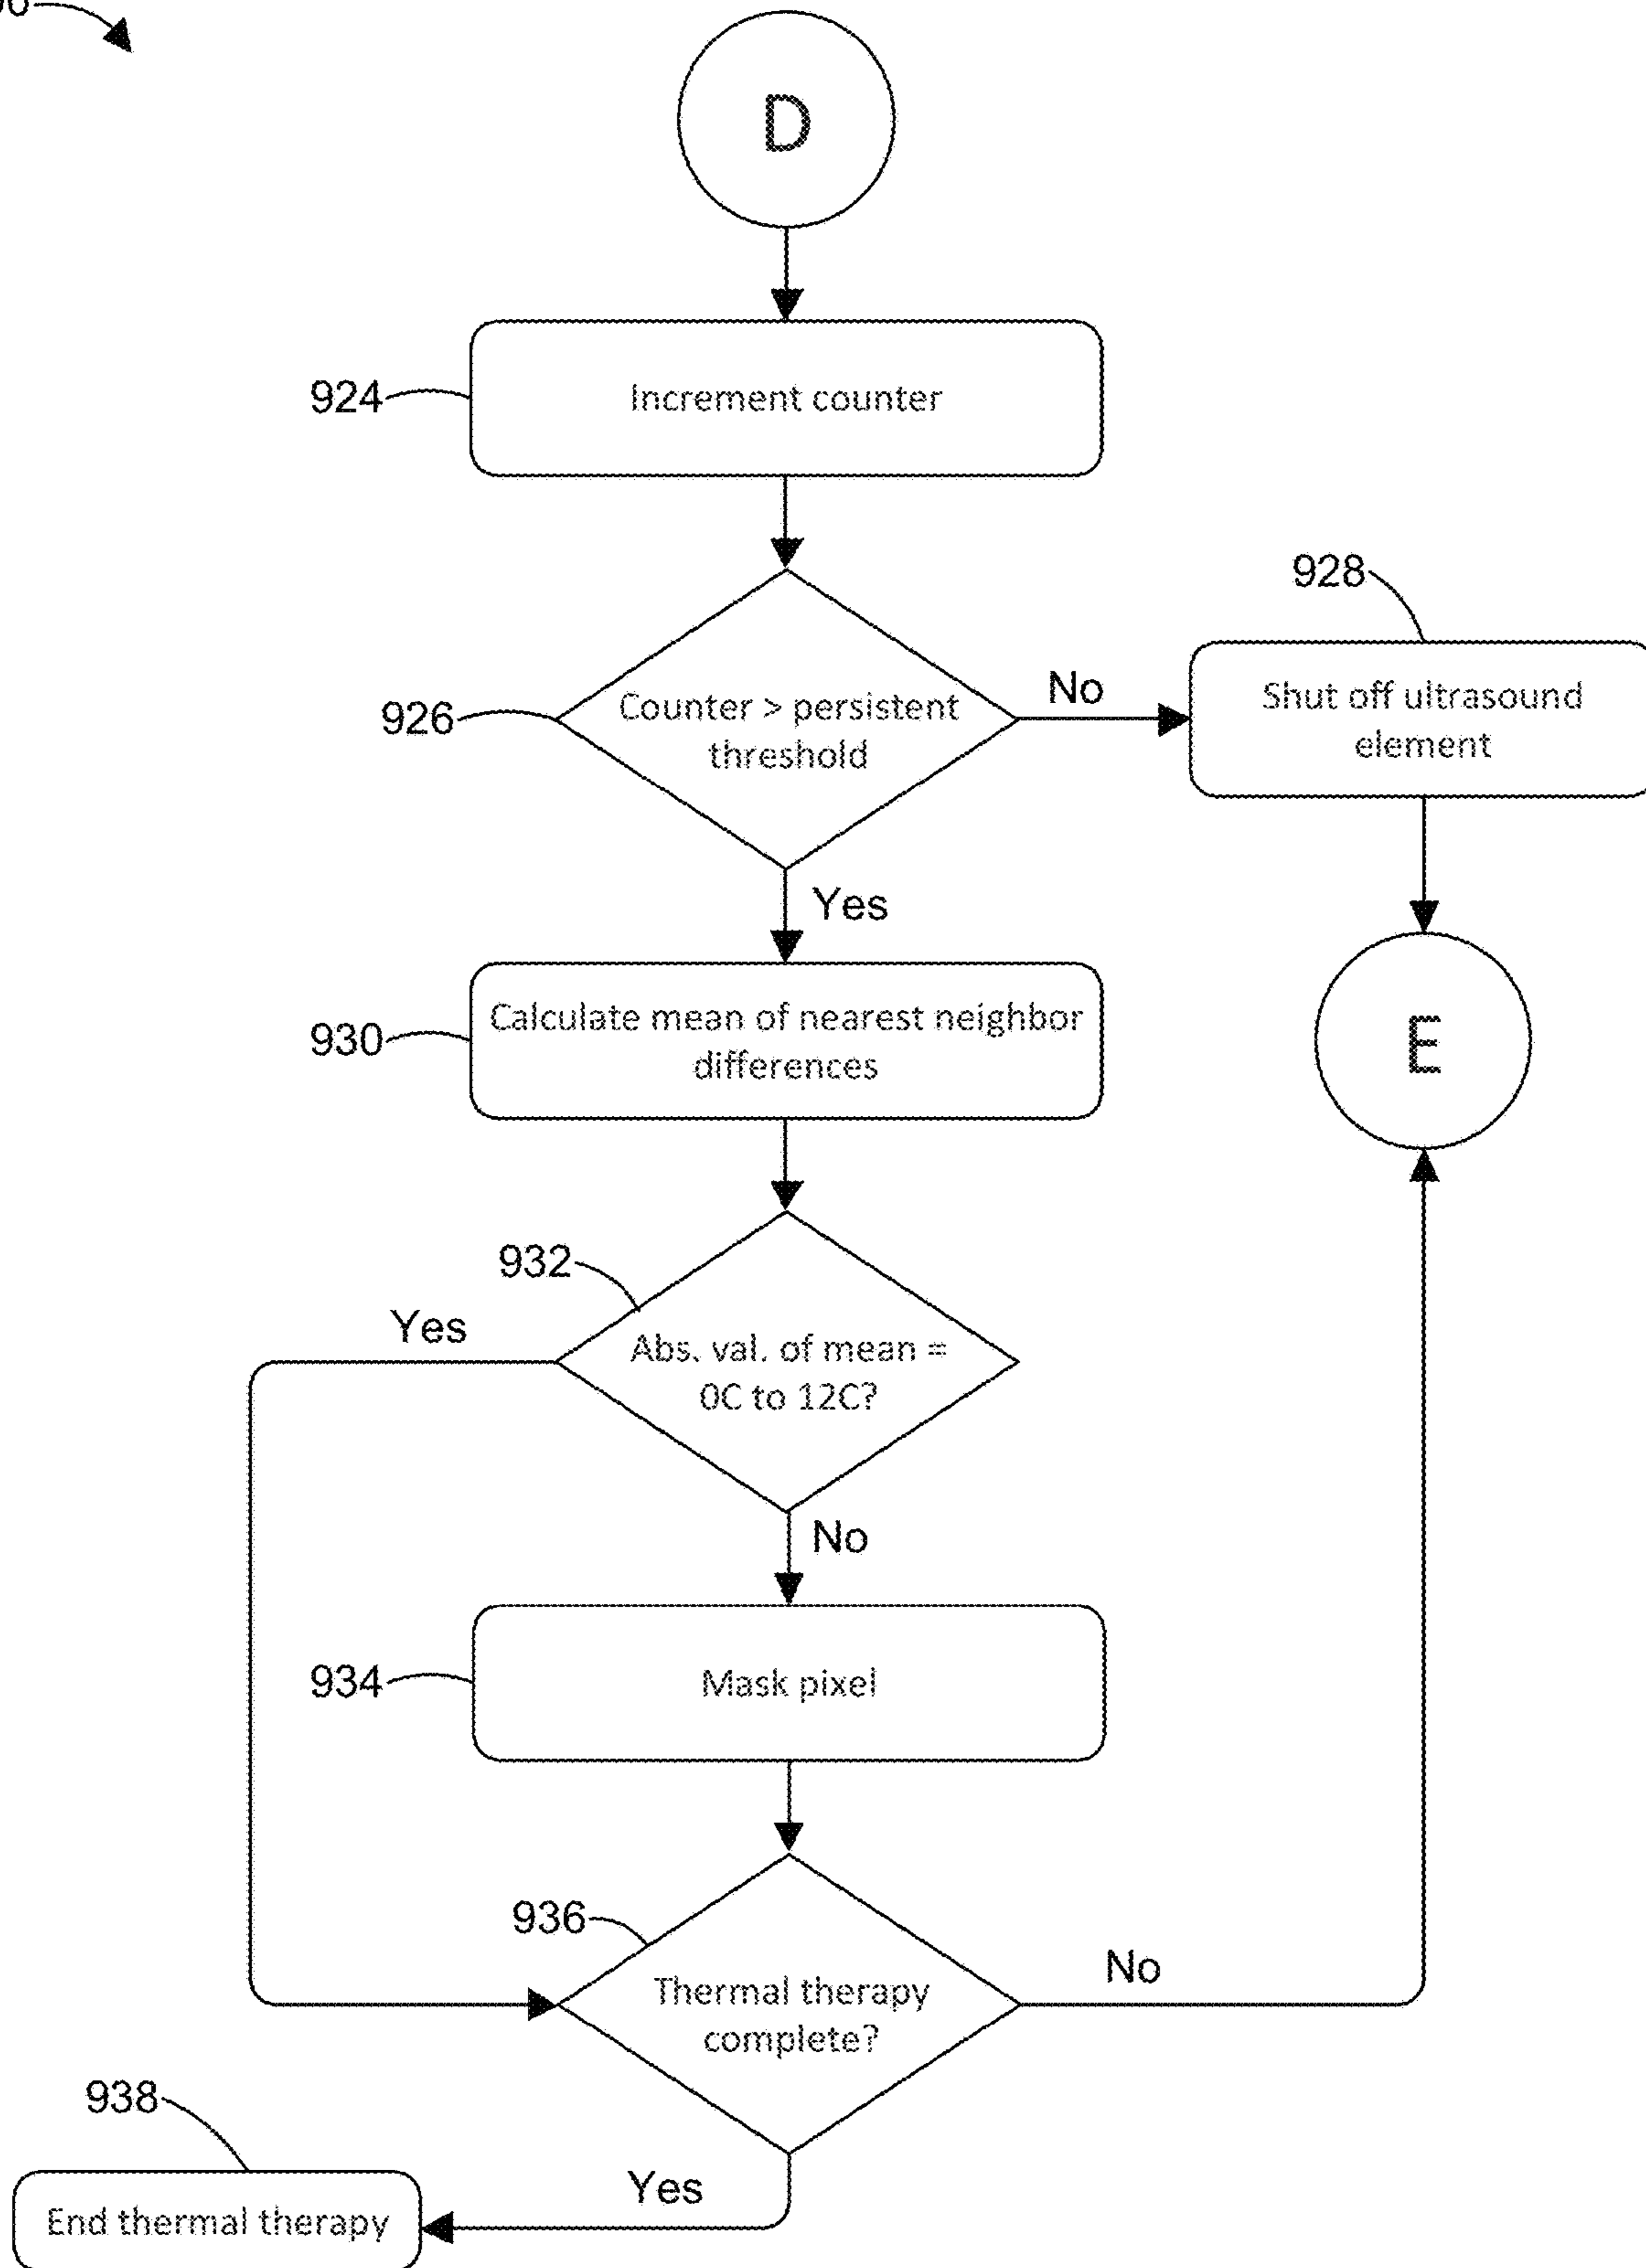 D
924
Increment counter
928
926
Counter > persistent
threshold
No
Shut off ultrasound
element
Yes
930
Calculate mean of nearest neighbor
differences
E
932
Yes
Abs. val. of mean =
0C to 12C?
No
934
Mask pixel
936
Thermal therapy
complete?
No
938
Yes
End thermal therapy